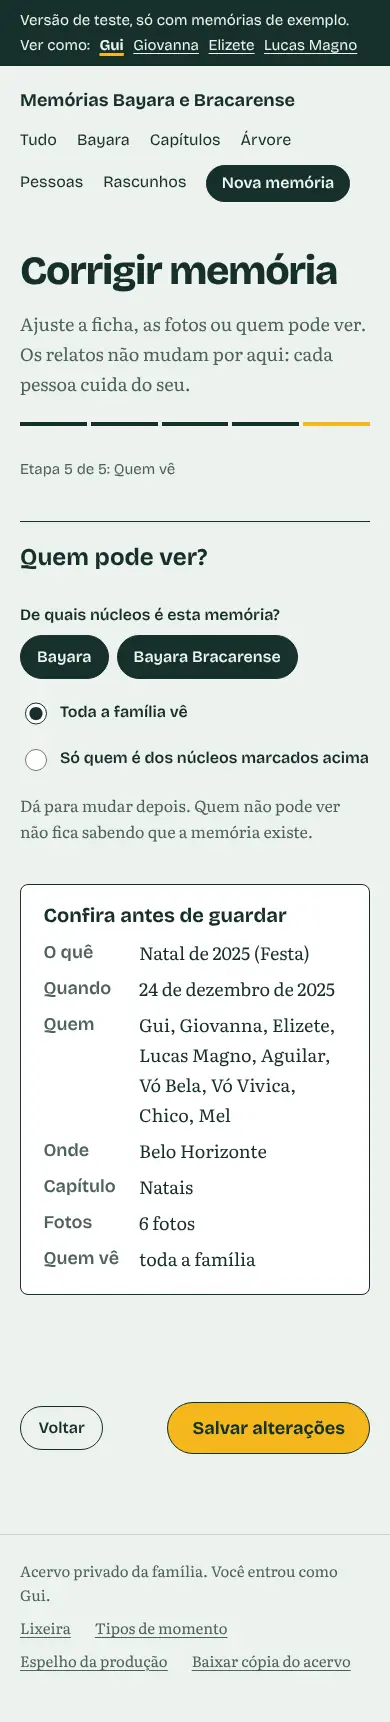 Versão de teste, só com memórias de exemplo.
Ver como: Gui Giovanna Elizete Lucas Magno
Memórias Bayara e Bracarense
Tudo Bayara Capítulos Árvore
Pessoas Rascunhos Nova memória
Corrigir memória
Ajuste a ficha, as fotos ou quem pode ver.
Os relatos não mudam por aqui: cada
pessoa cuida do seu.
Etapa 5 de 5: Quem vê
Quem pode ver?
De quais núcleos é esta memória?
Bayara Bayara Bracarense
Toda a família vê
Só quem é dos núcleos marcados acima
Dá para mudar depois. Quem não pode ver
não fica sabendo que a memória existe.
Confira antes de guardar
O quê Natal de 2025 (Festa)
Quando 24 de dezembro de 2025
Quem Gui, Giovanna, Elizete,
Lucas Magno, Aguilar,
Vó Bela, Vó Vivica,
Chico, Mel
Onde Belo Horizonte
Capítulo Natais
Fotos 6 fotos
Quem vê toda a família
Voltar Salvar alterações
Acervo privado da família. Você entrou como
Gui.
Lixeira Tipos de momento
Espelho da produção Baixar cópia do acervo